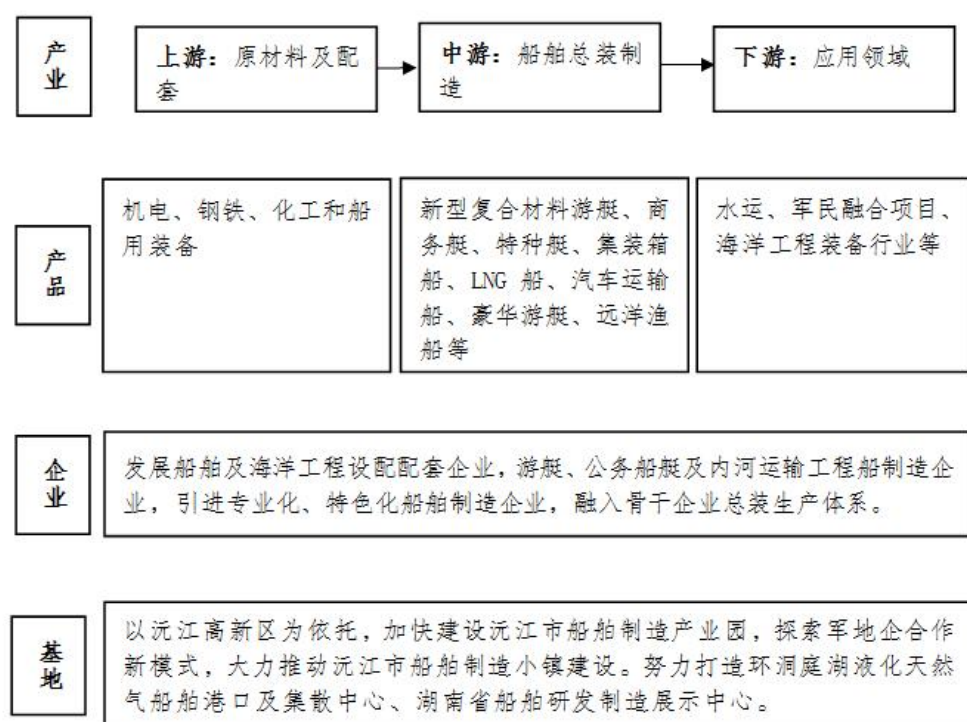 产业
上游：原材料及配套
中游：船舶总装制造
下游：应用领域
产品
机电、钢铁、化工和船
用装备
新型复合材料游艇、商
务艇、特种艇、集装箱
船、LNG 船、汽车运输
船、豪华游艇、远洋渔
船等
水运、军民融合项目、
海洋工程装备行业等
企业
发展船舶及海洋工程设配配套企业，游艇、公务船艇及内河运输工程船制造企
业，引进专业化、特色化船舶制造企业，融入骨干企业总装生产体系。
基地
以沅江高新区为依托，加快建设沅江市船舶制造产业园，探索军地企合作
新模式，大力推动沅江市船舶制造小镇建设。努力打造环洞庭湖液化天然
气船舶港口及集散中心、湖南省船舶研发制造展示中心。